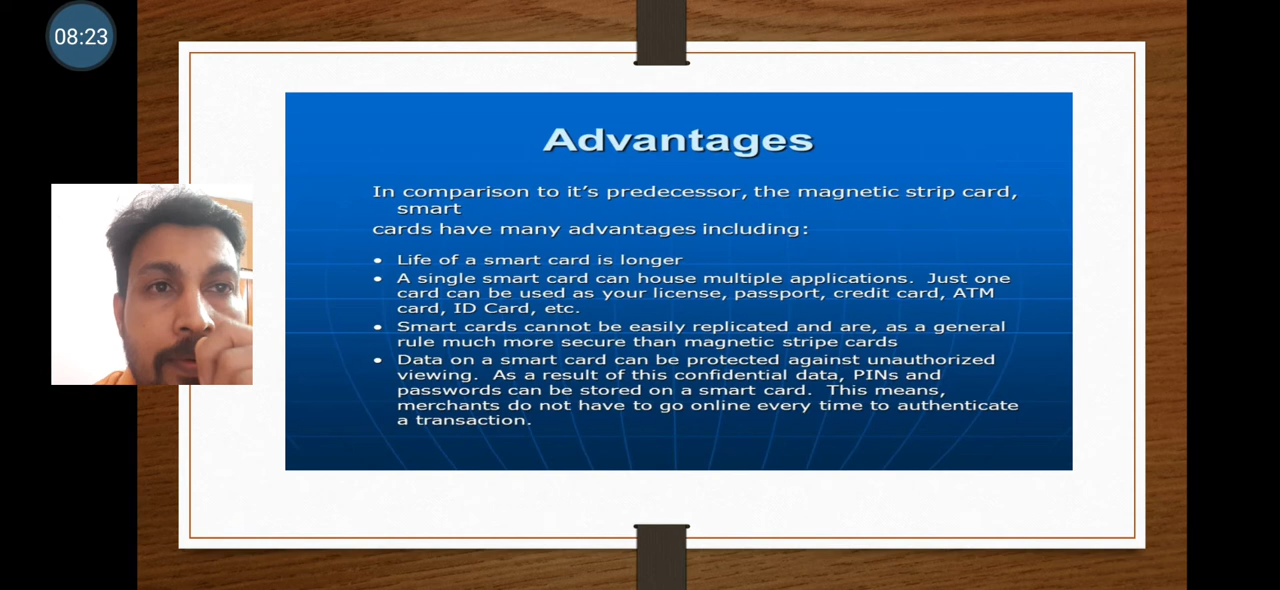 08:23
Advantages
In comparison to it's predecessor, the magnetic strip card,
smart
cards have many advantages including:
• Life of a smart card is longer
• A single smart card can house multiple applications. Just one
card can be used as your license, passport, credit card, ATM
card, ID Card, etc.
• Smart cards cannot be easily replicated and are, as a general
rule much more secure than magnetic stripe cards
• Data on a smart card can be protected against unauthorized
viewing. As a result of this confidential data, PINs and
passwords can be stored on a smart card. This means,
merchants do not have to go online every time to authenticate
a transaction.